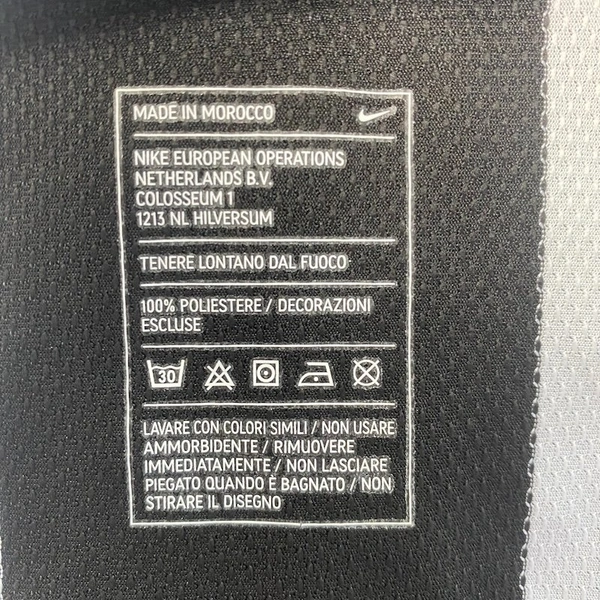 MADE IN MOROCCO
NIKE EUROPEAN OPERATIONS
NETHERLANDS B.V.
COLOSSEUM 1
1213 NL HILVERSUM
TENERE LONTANO DAL FUOCO
100% POLIESTERE / DECORAZIONI
ESCLUSE
30
LAVARE CON COLORI SIMILI / NON USARE
AMMORBIDENTE / RIMUOVERE
IMMEDIATAMENTE / NON LASCIARE
PIEGATO QUANDO È BAGNATO / NON
STIRARE IL DISEGNO